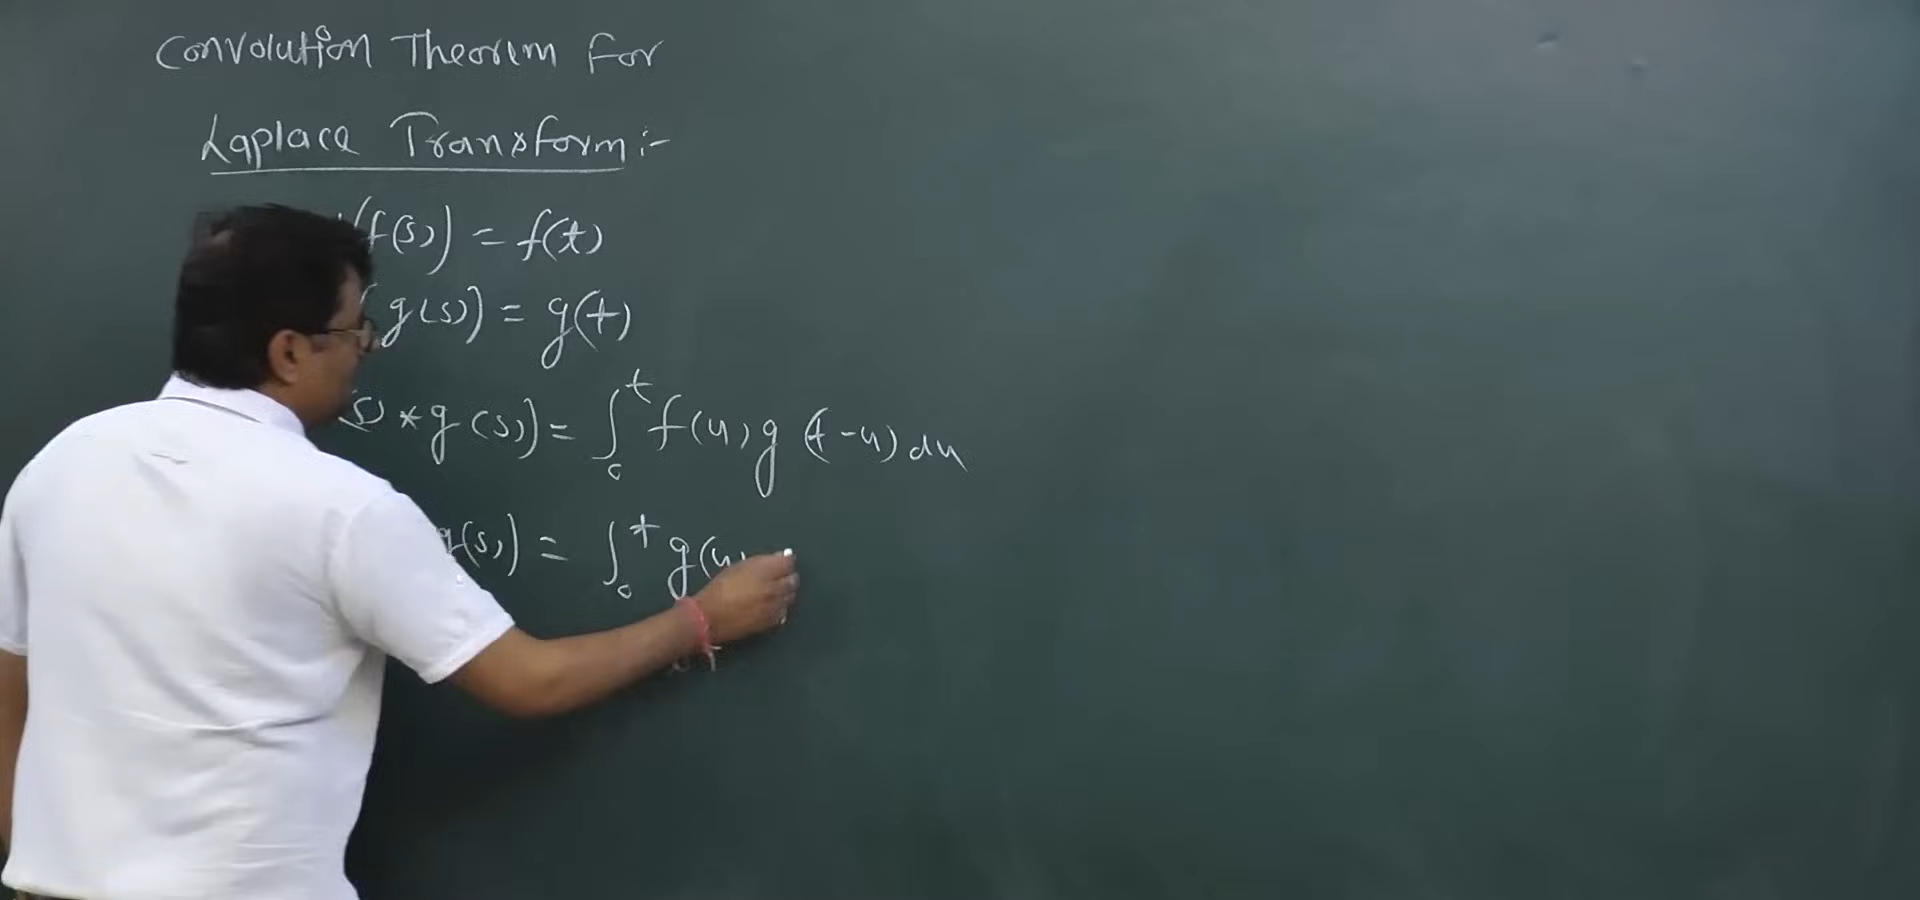 Convolution Theorem For
Laplace Transform :-
(f(s)) = f(t)
g(s)) = g(t)
(s) * g(s)) = ∫₀ᵗ f(u) g(t-u) du
g(s)) = ∫₀ᵗ g(u)